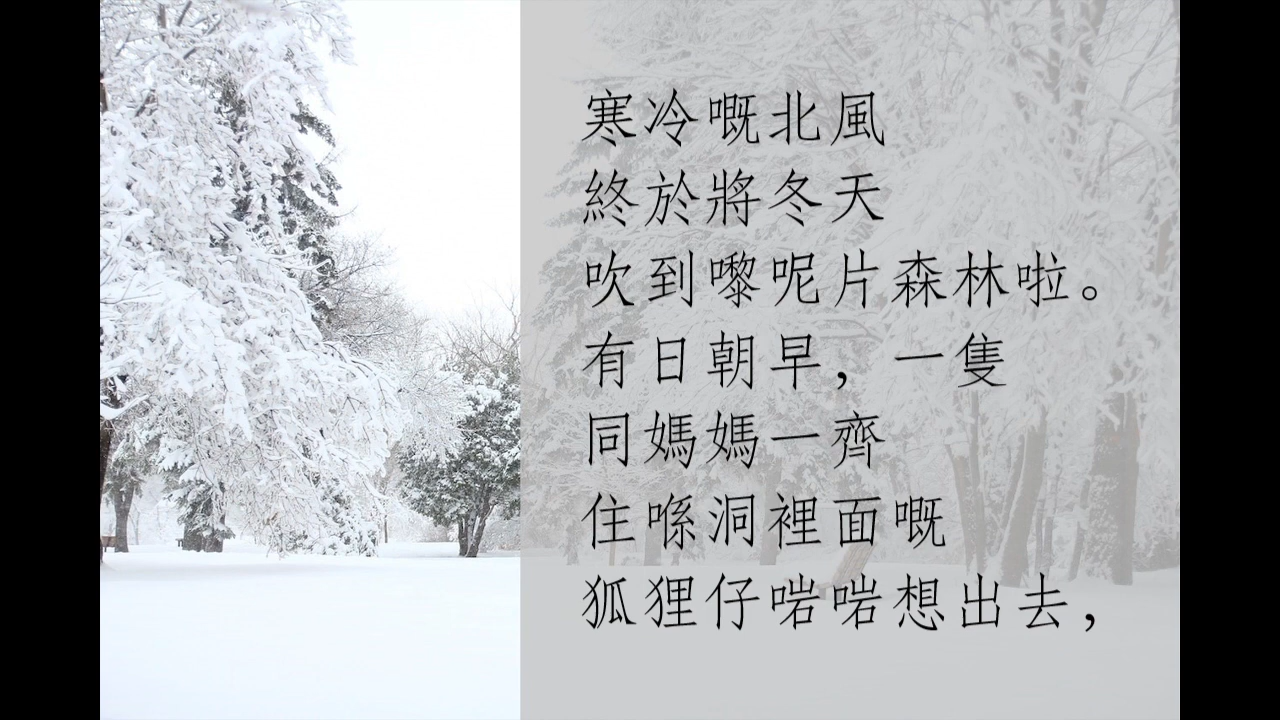 寒冷嘅北風
終於將冬天
吹到嚟呢片森林啦。
有日朝早，一隻
同媽媽一齊
住喺洞裡面嘅
狐狸仔啱啱想出去，